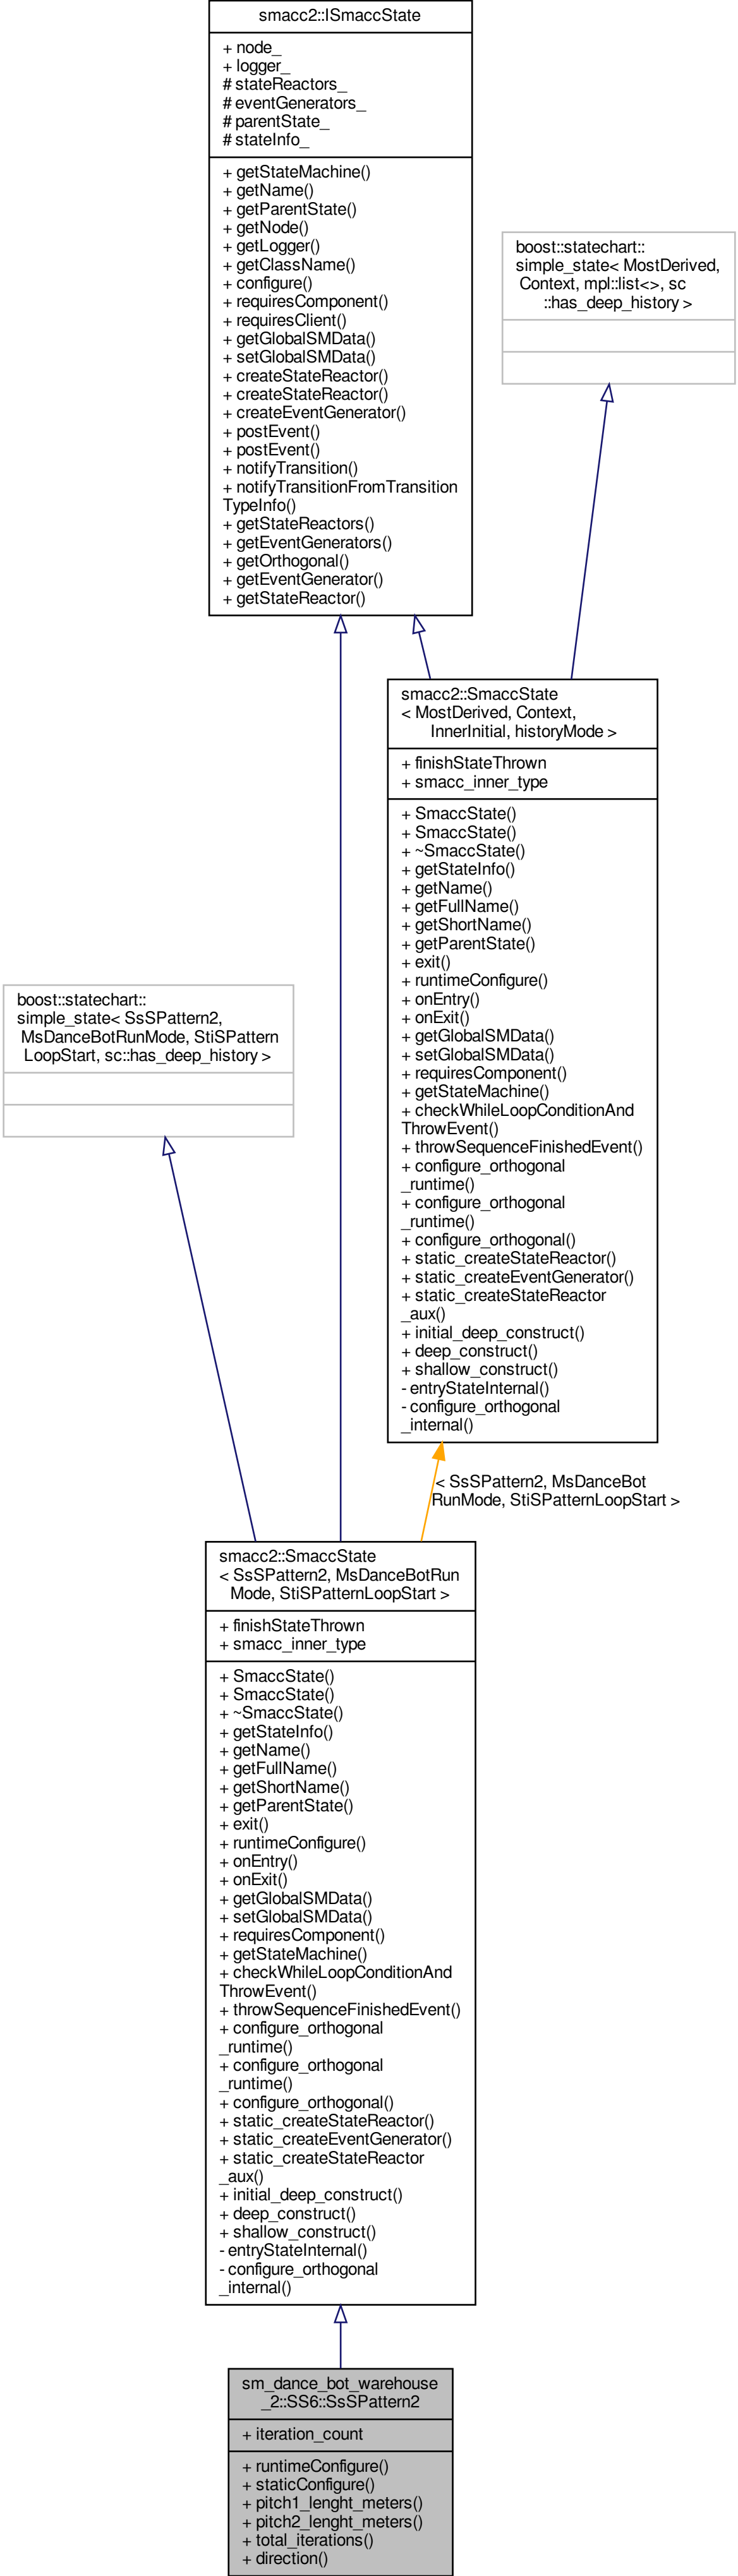 smacc2::ISmaccState
+ node_
+ logger_
# stateReactors_
# eventGenerators_
# parentState_
# stateInfo_
+ getStateMachine()
+ getName()
+ getParentState()
+ getNode()
+ getLogger()
+ getClassName()
+ configure()
+ requiresComponent()
+ requiresClient()
+ getGlobalSMData()
+ setGlobalSMData()
+ createStateReactor()
+ createStateReactor()
+ createEventGenerator()
+ postEvent()
+ postEvent()
+ notifyTransition()
+ notifyTransitionFromTransition
TypeInfo()
+ getStateReactors()
+ getEventGenerators()
+ getOrthogonal()
+ getEventGenerator()
+ getStateReactor()
boost::statechart::
simple_state< MostDerived,
Context, mpl::list<>, sc
::has_deep_history >
smacc2::SmaccState
< MostDerived, Context,
InnerInitial, historyMode >
+ finishStateThrown
+ smacc_inner_type
+ SmaccState()
+ SmaccState()
+ ~SmaccState()
+ getStateInfo()
+ getName()
+ getFullName()
+ getShortName()
+ getParentState()
+ exit()
+ runtimeConfigure()
+ onEntry()
+ onExit()
+ getGlobalSMData()
+ setGlobalSMData()
+ requiresComponent()
+ getStateMachine()
+ checkWhileLoopConditionAnd
ThrowEvent()
+ throwSequenceFinishedEvent()
+ configure_orthogonal
_runtime()
+ configure_orthogonal
_runtime()
+ configure_orthogonal()
+ static_createStateReactor()
+ static_createEventGenerator()
+ static_createStateReactor
_aux()
+ initial_deep_construct()
+ deep_construct()
+ shallow_construct()
- entryStateInternal()
- configure_orthogonal
_internal()
boost::statechart::
simple_state< SsSPattern2,
MsDanceBotRunMode, StiSPattern
LoopStart, sc::has_deep_history >
< SsSPattern2, MsDanceBot
RunMode, StiSPatternLoopStart >
smacc2::SmaccState
< SsSPattern2, MsDanceBotRun
Mode, StiSPatternLoopStart >
+ finishStateThrown
+ smacc_inner_type
+ SmaccState()
+ SmaccState()
+ ~SmaccState()
+ getStateInfo()
+ getName()
+ getFullName()
+ getShortName()
+ getParentState()
+ exit()
+ runtimeConfigure()
+ onEntry()
+ onExit()
+ getGlobalSMData()
+ setGlobalSMData()
+ requiresComponent()
+ getStateMachine()
+ checkWhileLoopConditionAnd
ThrowEvent()
+ throwSequenceFinishedEvent()
+ configure_orthogonal
_runtime()
+ configure_orthogonal
_runtime()
+ configure_orthogonal()
+ static_createStateReactor()
+ static_createEventGenerator()
+ static_createStateReactor
_aux()
+ initial_deep_construct()
+ deep_construct()
+ shallow_construct()
- entryStateInternal()
- configure_orthogonal
_internal()
sm_dance_bot_warehouse
_2::SS6::SsSPattern2
+ iteration_count
+ runtimeConfigure()
+ staticConfigure()
+ pitch1_lenght_meters()
+ pitch2_lenght_meters()
+ total_iterations()
+ direction()